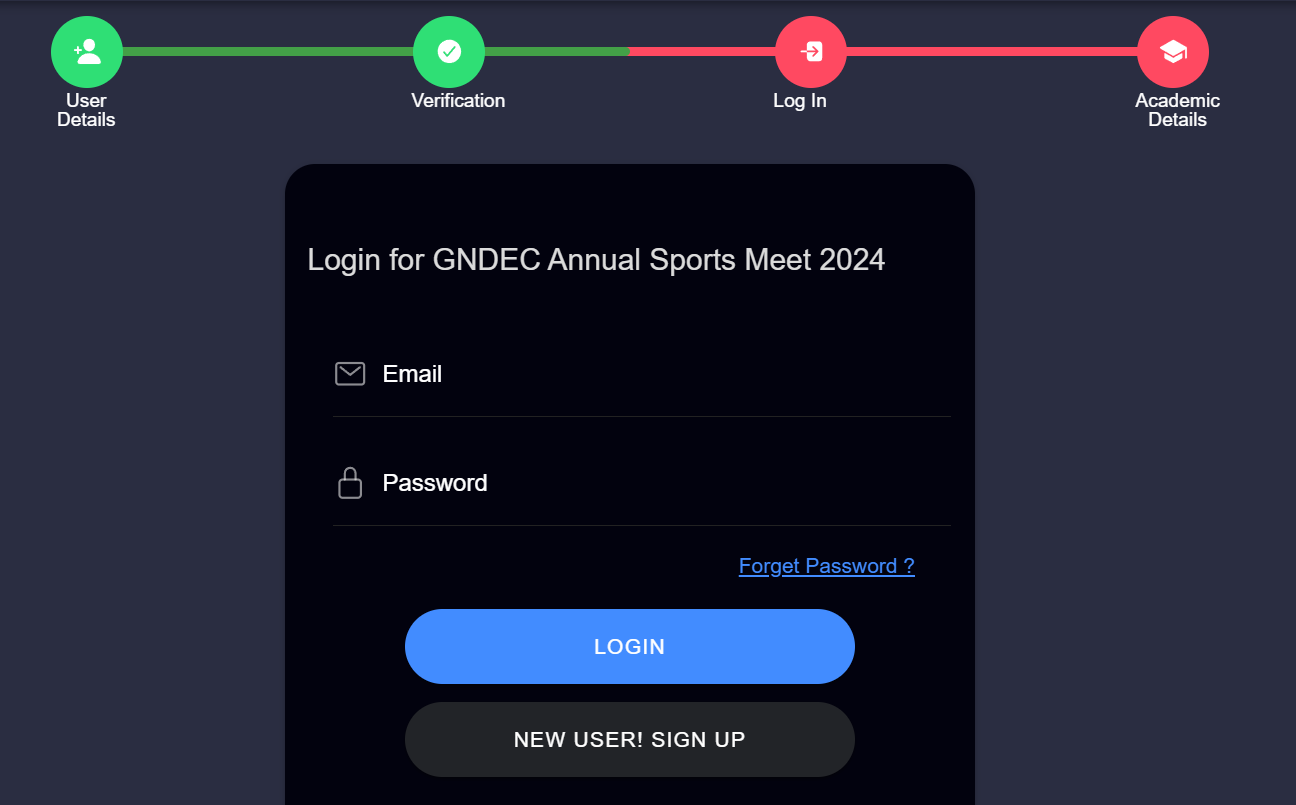 User
Details
Verification
Log In
Academic
Details
Login for GNDEC Annual Sports Meet 2024
Email
Password
Forget Password ?
LOGIN
NEW USER! SIGN UP